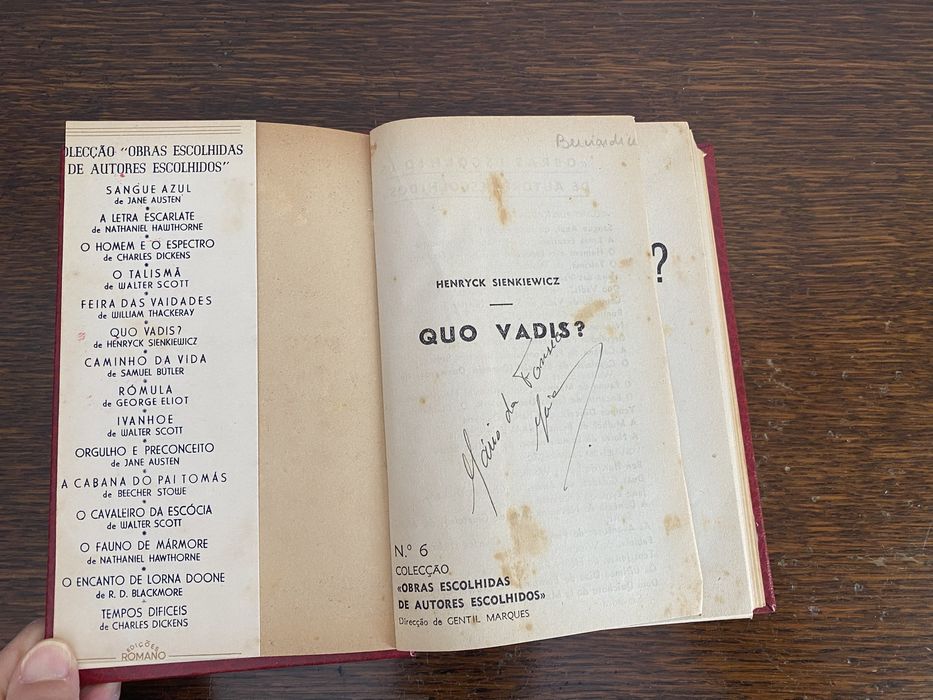 OLECÇÃO "OBRAS ESCOLHIDAS
DE AUTORES ESCOLHIDOS"
SANGUE AZUL
de JANE AUSTEN
A LETRA ESCARLATE
de NATHANIEL HAWTHORNE
O HOMEM E O ESPECTRO
de CHARLES DICKENS
O TALISMÃ
de WALTER SCOTT
FEIRA DAS VAIDADES
de WILLIAM THACKERAY
QUO VADIS?
de HENRYCK SIENKIEWICZ
CAMINHO DA VIDA
de SAMUEL BUTLER
RÓMULA
de GEORGE ELIOT
IVANHOE
de WALTER SCOTT
ORGULHO E PRECONCEITO
de JANE AUSTEN
A CABANA DO PAI TOMÁS
de BEECHER STOWE
O CAVALEIRO DA ESCÓCIA
de WALTER SCOTT
O FAUNO DE MÁRMORE
de NATHANIEL HAWTHORNE
O ENCANTO DE LORNA DOONE
de R. D. BLACKMORE
TEMPOS DIFICEIS
de CHARLES DICKENS
EDIÇÕES
ROMANO
HENRYCK SIENKIEWICZ
QUO VADIS?
Mário da Fonseca
Maia
N.º 6
COLECÇÃO
«OBRAS ESCOLHIDAS
DE AUTORES ESCOLHIDOS»
Direcção de GENTIL MARQUES
?